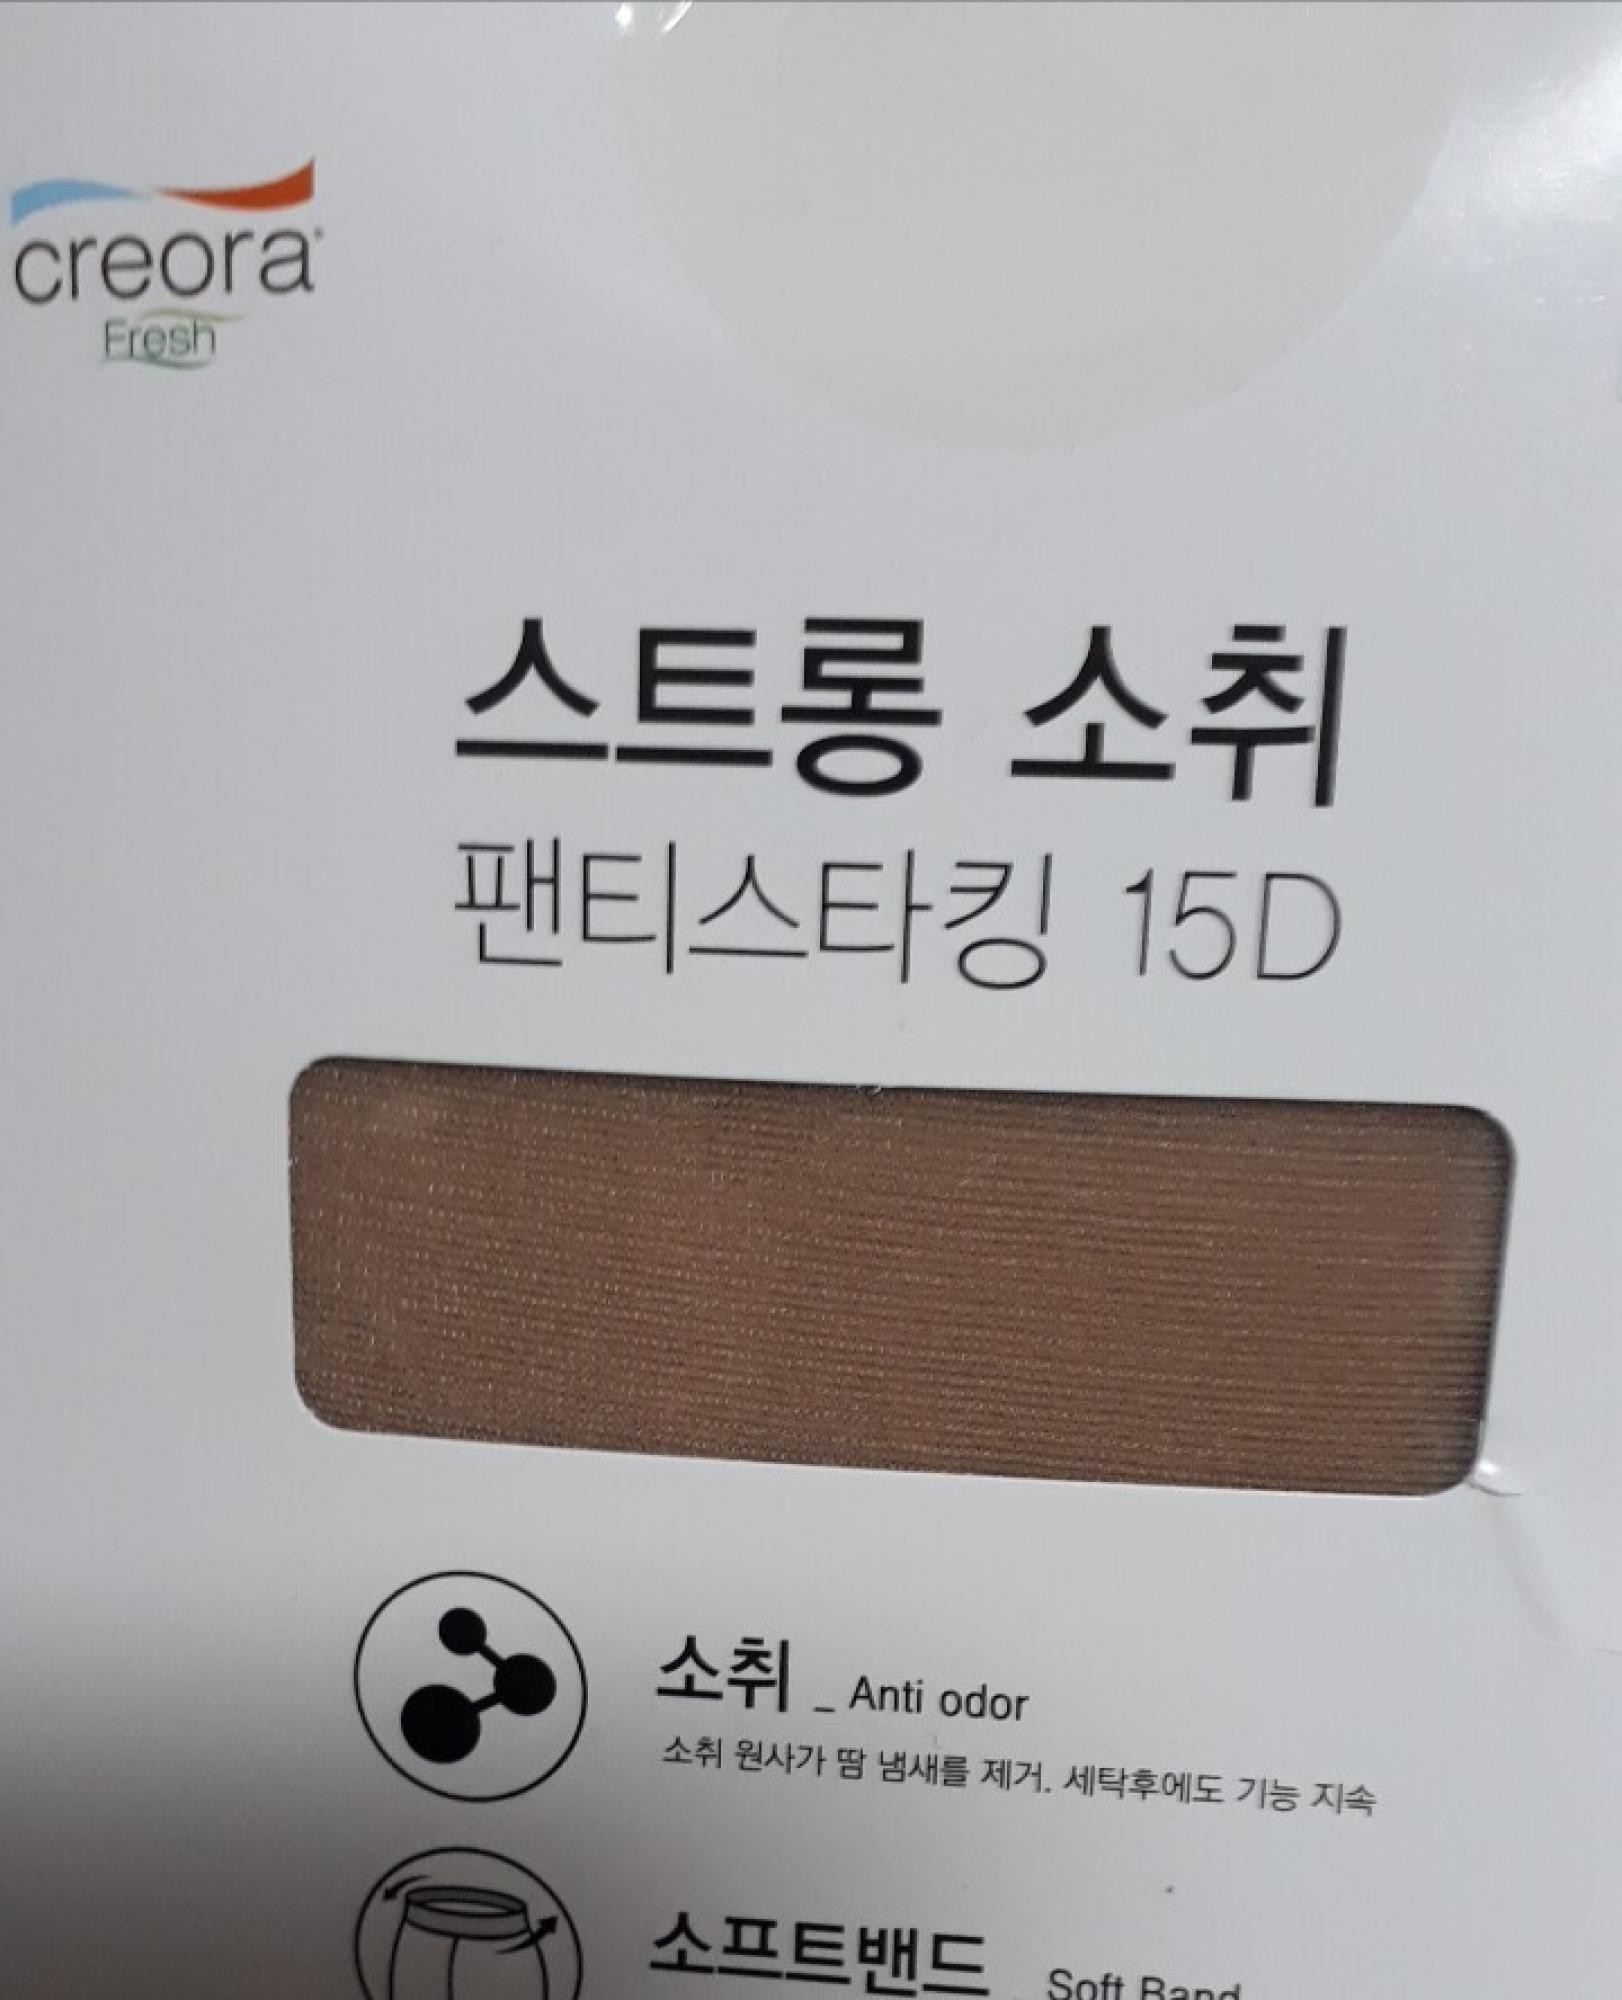 creora
Fresh
스트롱 소취
팬티스타킹 15D
소취 _ Anti odor
소취 원사가 땀 냄새를 제거. 세탁후에도 기능 지속
소프트밴드 _ Soft Band